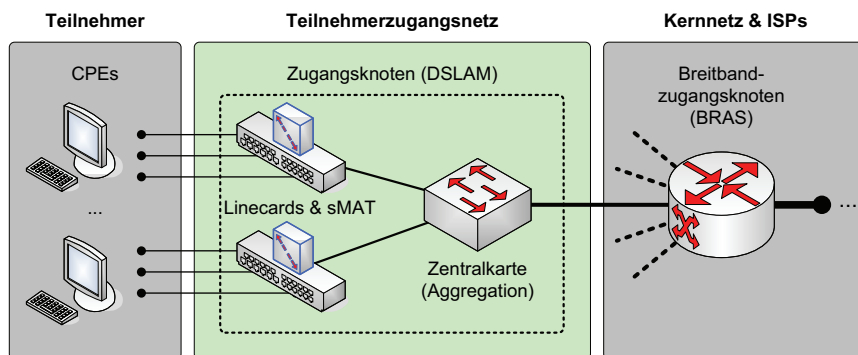 Teilnehmer
Teilnehmerzugangsnetz
Kernnetz & ISPs
CPEs
...
Zugangsknoten (DSLAM)
Linecards & sMAT
Zentralkarte
(Aggregation)
Breitband-
zugangsknoten
(BRAS)
...